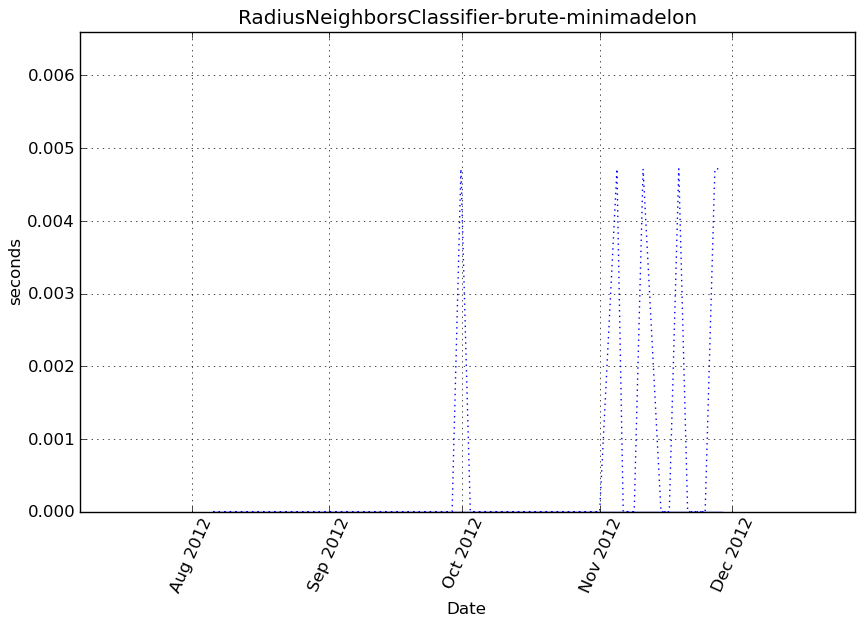 RadiusNeighborsClassifier-brute-minimadelon
0.006
0.005
0.004
0.003
0.002
0.001
0.000
seconds
Aug 2012
Sep 2012
Oct 2012
Nov 2012
Dec 2012
Date